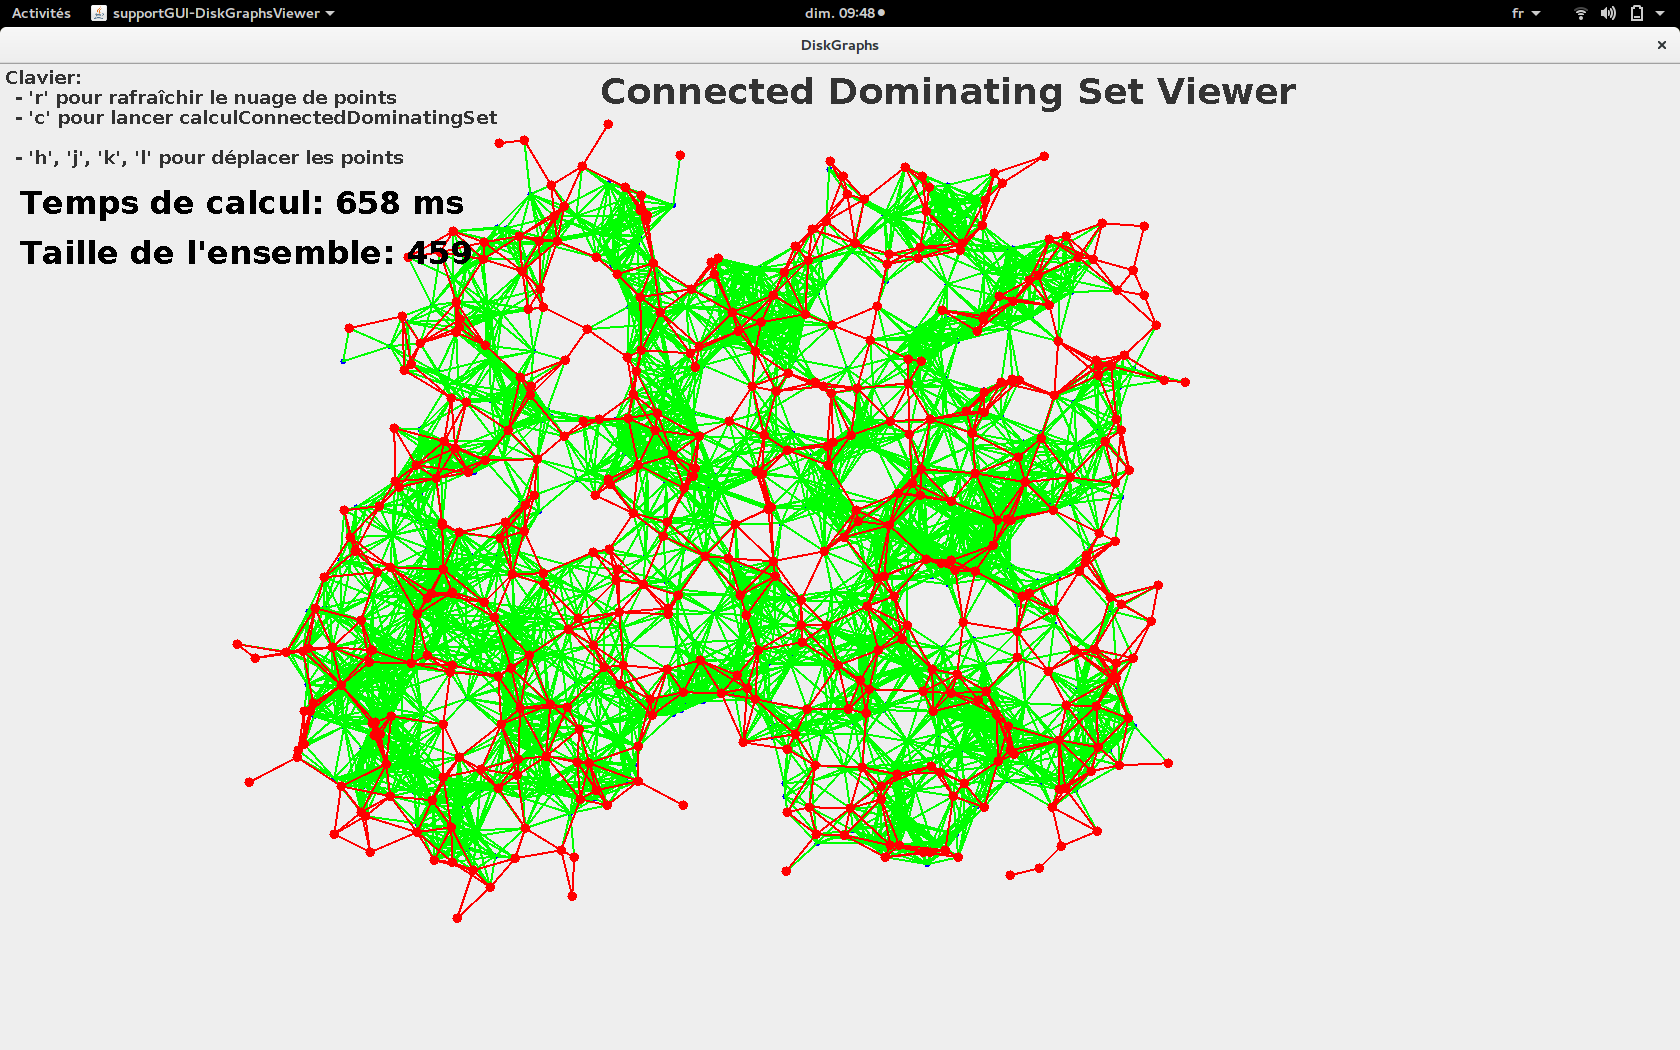 Activités supportGUI-DiskGraphsViewer dim. 09:48 fr
DiskGraphs
Clavier:
- 'r' pour rafraîchir le nuage de points
- 'c' pour lancer calculConnectedDominatingSet
- 'h', 'j', 'k', 'l' pour déplacer les points
Connected Dominating Set Viewer
Temps de calcul: 658 ms
Taille de l'ensemble: 459